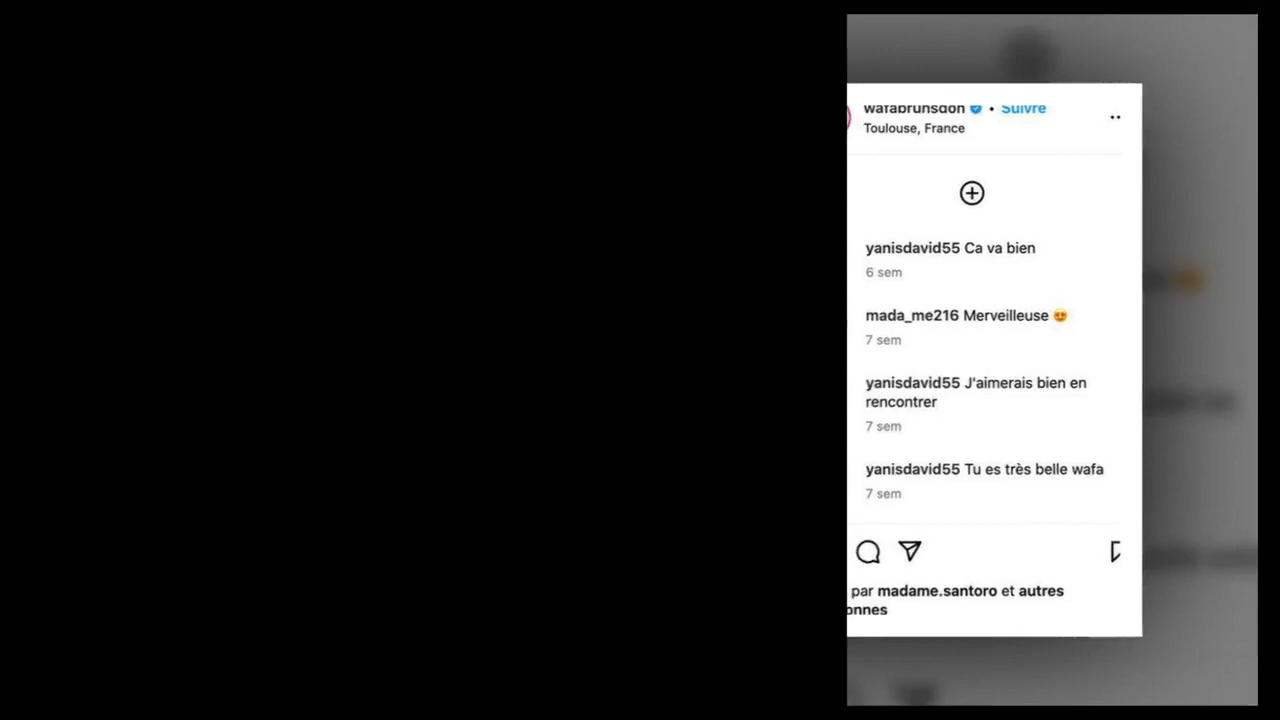 wafabrunsdon • Suivre
Toulouse, France
yanisdavid55 Ca va bien
6 sem
mada_me216 Merveilleuse 😍
7 sem
yanisdavid55 J'aimerais bien en
rencontrer
7 sem
yanisdavid55 Tu es très belle wafa
7 sem
par madame.santoro et autres
onnes